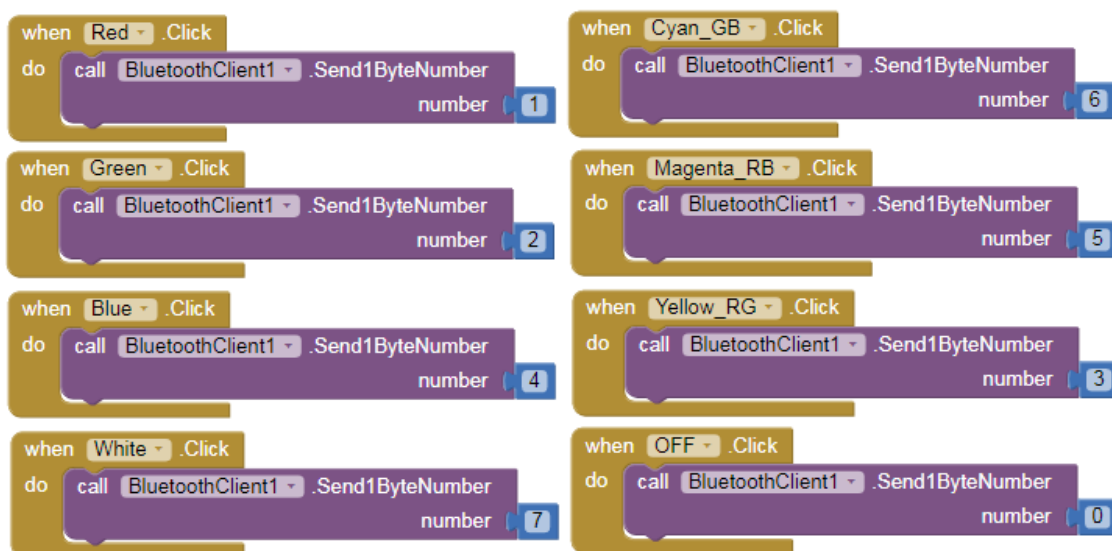 when Red .Click
do call BluetoothClient1 .Send1ByteNumber
number 1
when Green .Click
do call BluetoothClient1 .Send1ByteNumber
number 2
when Blue .Click
do call BluetoothClient1 .Send1ByteNumber
number 4
when White .Click
do call BluetoothClient1 .Send1ByteNumber
number 7
when Cyan_GB .Click
do call BluetoothClient1 .Send1ByteNumber
number 6
when Magenta_RB .Click
do call BluetoothClient1 .Send1ByteNumber
number 5
when Yellow_RG .Click
do call BluetoothClient1 .Send1ByteNumber
number 3
when OFF .Click
do call BluetoothClient1 .Send1ByteNumber
number 0